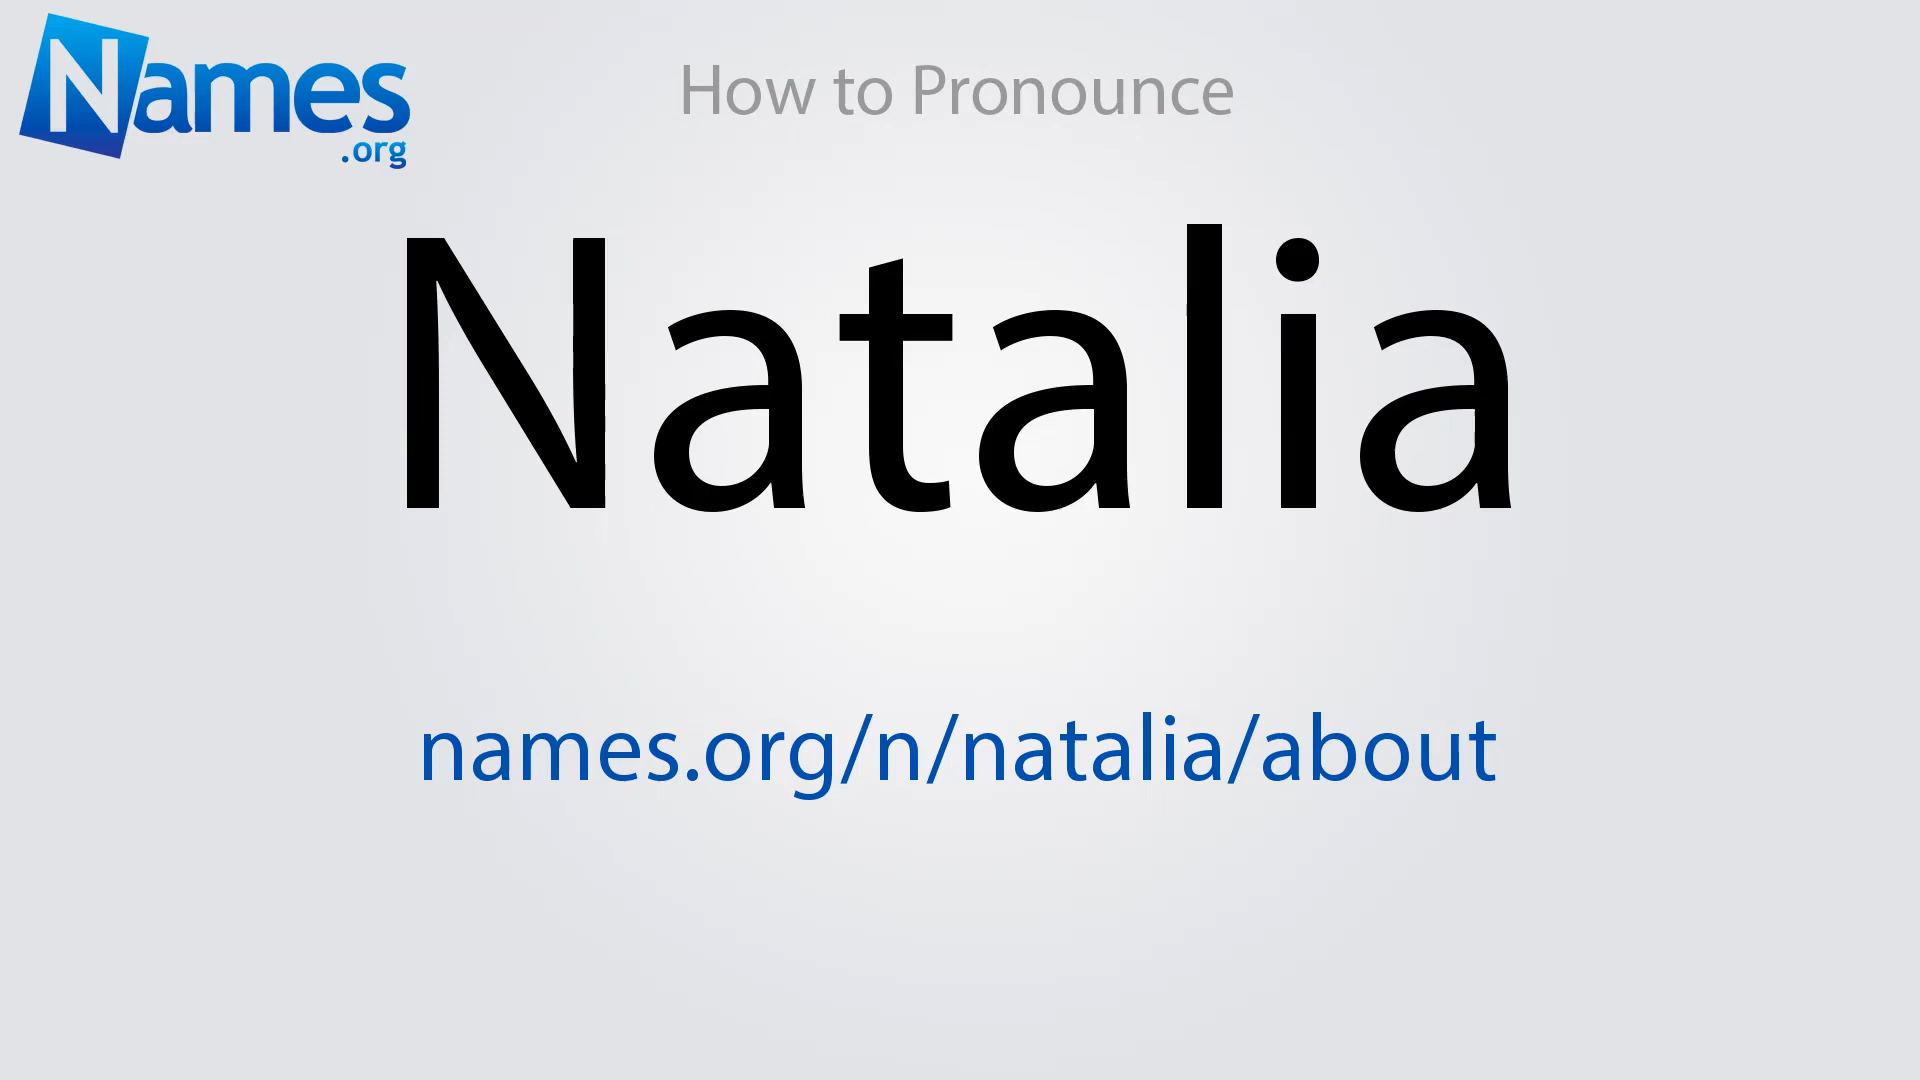 Names
.org
How to Pronounce
Natalia
names.org/n/natalia/about